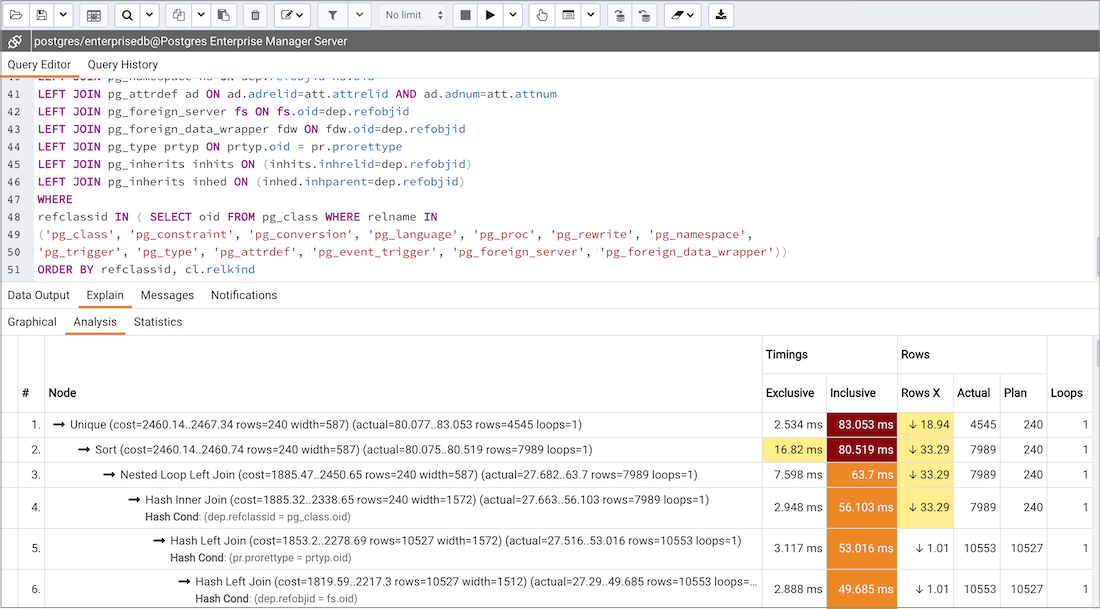 No limit
postgres/enterprisedb@Postgres Enterprise Manager Server
Query Editor Query History
40 LEFT JOIN pg_namespace ns ON dep.refobjid=ns.oid
41 LEFT JOIN pg_attrdef ad ON ad.adrelid=att.attrelid AND ad.adnum=att.attnum
42 LEFT JOIN pg_foreign_server fs ON fs.oid=dep.refobjid
43 LEFT JOIN pg_foreign_data_wrapper fdw ON fdw.oid=dep.refobjid
44 LEFT JOIN pg_type prtyp ON prtyp.oid = pr.prorettype
45 LEFT JOIN pg_inherits inhits ON (inhits.inhrelid=dep.refobjid)
46 LEFT JOIN pg_inherits inhed ON (inhed.inhparent=dep.refobjid)
47 WHERE
48 refclassid IN ( SELECT oid FROM pg_class WHERE relname IN
49 ('pg_class', 'pg_constraint', 'pg_conversion', 'pg_language', 'pg_proc', 'pg_rewrite', 'pg_namespace',
50 'pg_trigger', 'pg_type', 'pg_attrdef', 'pg_event_trigger', 'pg_foreign_server', 'pg_foreign_data_wrapper'))
51 ORDER BY refclassid, cl.relkind
Data Output Explain Messages Notifications
Graphical Analysis Statistics
Timings Rows
# Node Exclusive Inclusive Rows X Actual Plan Loops
1. → Unique (cost=2460.14..2467.34 rows=240 width=587) (actual=80.077..83.053 rows=4545 loops=1) 2.534 ms 83.053 ms ↓ 18.94 4545 240 1
2. → Sort (cost=2460.14..2460.74 rows=240 width=587) (actual=80.075..80.519 rows=7989 loops=1) 16.82 ms 80.519 ms ↓ 33.29 7989 240 1
3. → Nested Loop Left Join (cost=1885.47..2450.65 rows=240 width=587) (actual=27.682..63.7 rows=7989 loops=1) 7.598 ms 63.7 ms ↓ 33.29 7989 240 1
4. → Hash Inner Join (cost=1885.32..2338.65 rows=240 width=1572) (actual=27.663..56.103 rows=7989 loops=1) 2.948 ms 56.103 ms ↓ 33.29 7989 240 1
Hash Cond: (dep.refclassid = pg_class.oid)
5. → Hash Left Join (cost=1853.2..2278.69 rows=10527 width=1572) (actual=27.516..53.016 rows=10553 loops=1) 3.117 ms 53.016 ms ↓ 1.01 10553 10527 1
Hash Cond: (pr.prorettype = prtyp.oid)
6. → Hash Left Join (cost=1819.59..2217.3 rows=10527 width=1512) (actual=27.29..49.685 rows=10553 loops=... 2.888 ms 49.685 ms ↓ 1.01 10553 10527 1
Hash Cond: (dep.refobjid = fs.oid)